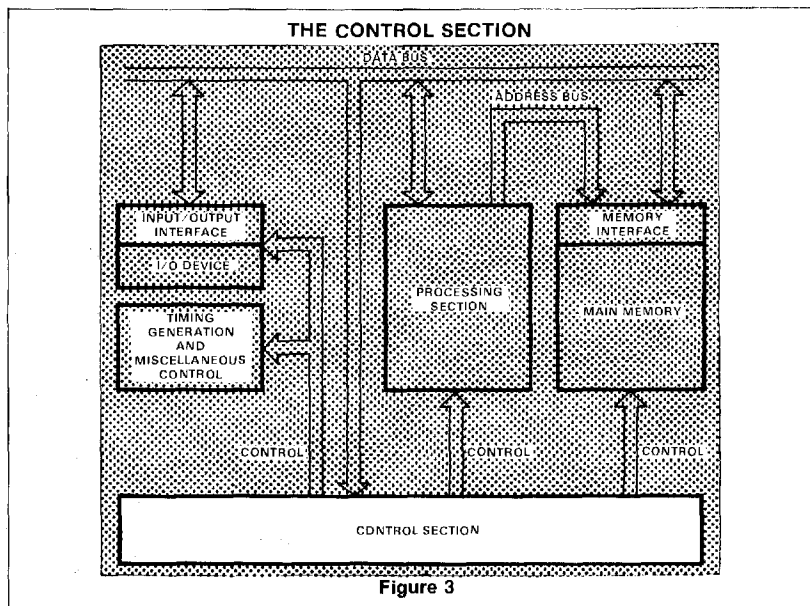 THE CONTROL SECTION
DATA BUS
ADDRESS BUS
INPUT/OUTPUT
INTERFACE
I/O DEVICE
TIMING
GENERATION
AND
MISCELLANEOUS
CONTROL
PROCESSING
SECTION
MEMORY
INTERFACE
MAIN MEMORY
CONTROL
CONTROL
CONTROL
CONTROL SECTION
Figure 3